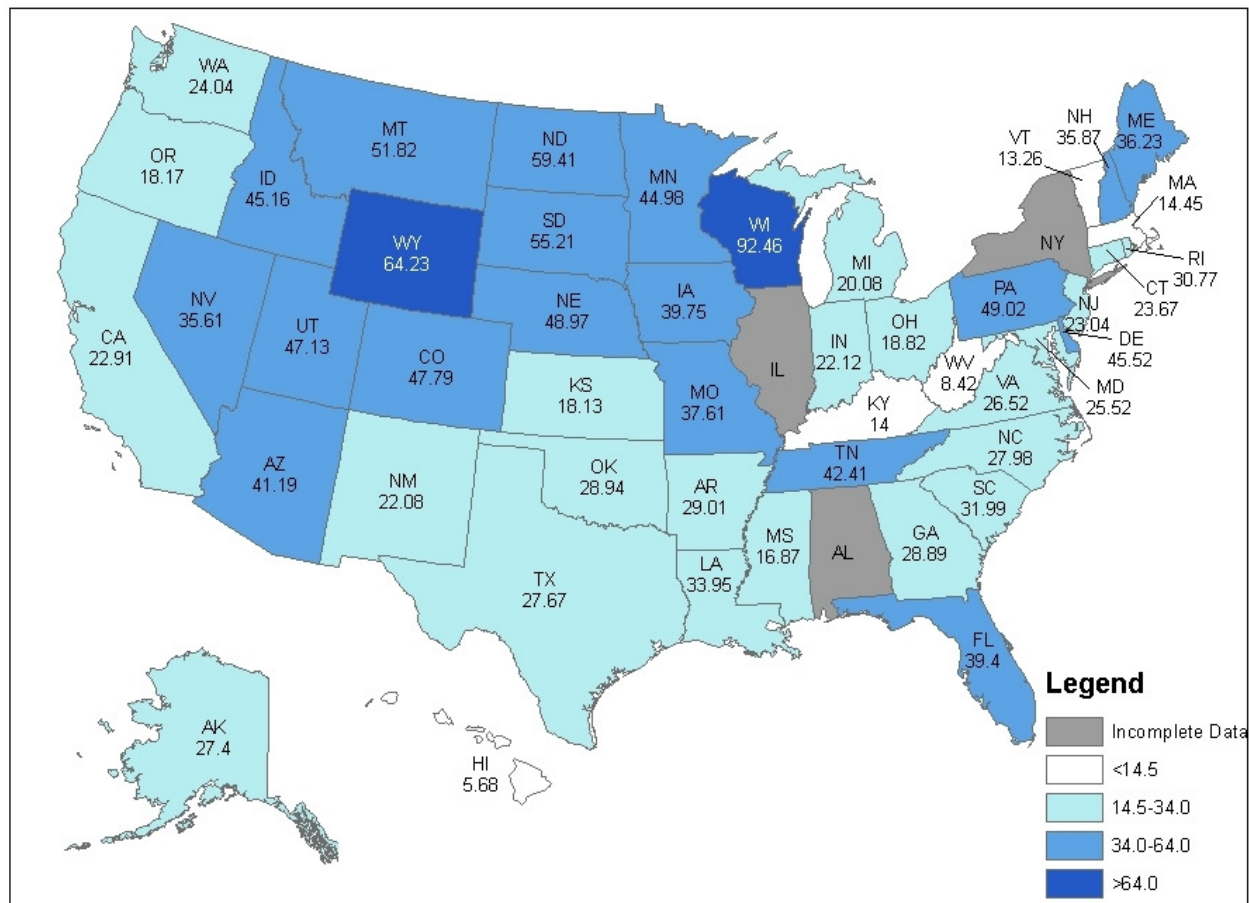 WA
24.04
OR
18.17
CA
22.91
ID
45.16
NV
35.61
MT
51.82
WY
64.23
UT
47.13
AZ
41.19
CO
47.79
NM
22.08
ND
59.41
SD
55.21
NE
48.97
KS
18.13
OK
28.94
TX
27.67
MN
44.98
IA
39.75
MO
37.61
AR
29.01
LA
33.95
WI
92.46
IL
MS
16.87
MI
20.08
IN
22.12
OH
18.82
KY
14
TN
42.41
AL
GA
28.89
FL
39.4
SC
31.99
NC
27.98
VA
26.52
WV
8.42
PA
49.02
NY
VT
13.26
NH
35.87
ME
36.23
MA
14.45
RI
30.77
CT
23.67
NJ
23.04
DE
45.52
MD
25.52
AK
27.4
HI
5.68
Legend
Incomplete Data
<14.5
14.5-34.0
34.0-64.0
>64.0